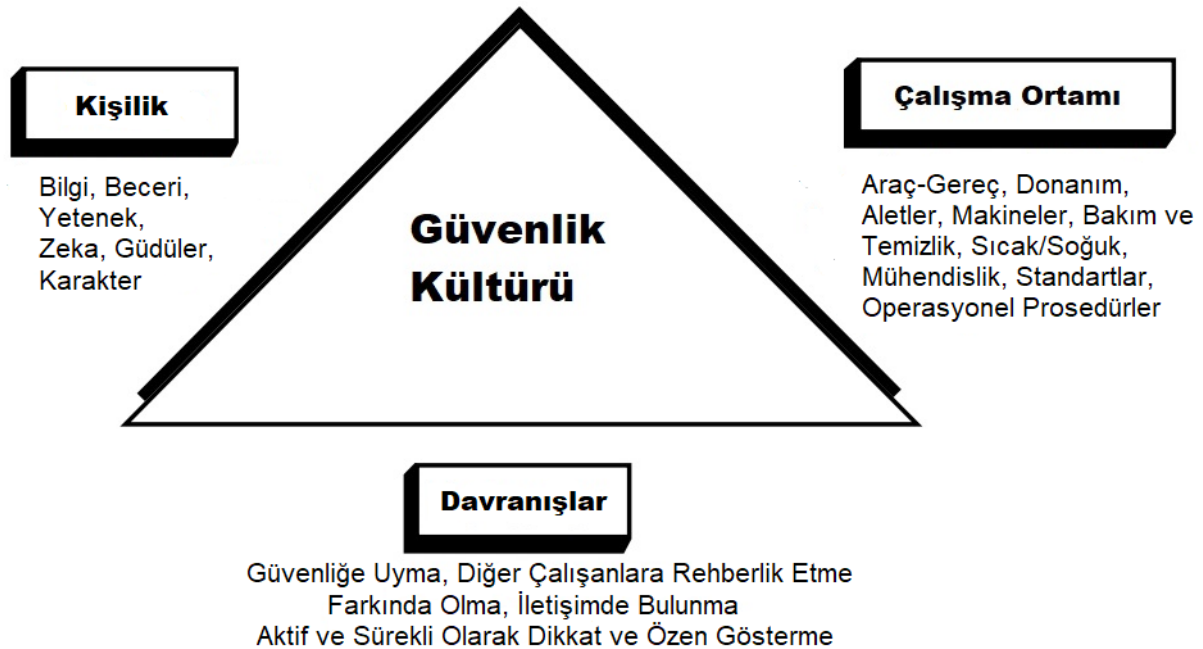 Kişilik
Bilgi, Beceri,
Yetenek,
Zeka, Güdüler,
Karakter
Çalışma Ortamı
Araç-Gereç, Donanım,
Aletler, Makineler, Bakım ve
Temizlik, Sıcak/Soğuk,
Mühendislik, Standartlar,
Operasyonel Prosedürler
Güvenlik
Kültürü
Davranışlar
Güvenliğe Uyma, Diğer Çalışanlara Rehberlik Etme
Farkında Olma, İletişimde Bulunma
Aktif ve Sürekli Olarak Dikkat ve Özen Gösterme